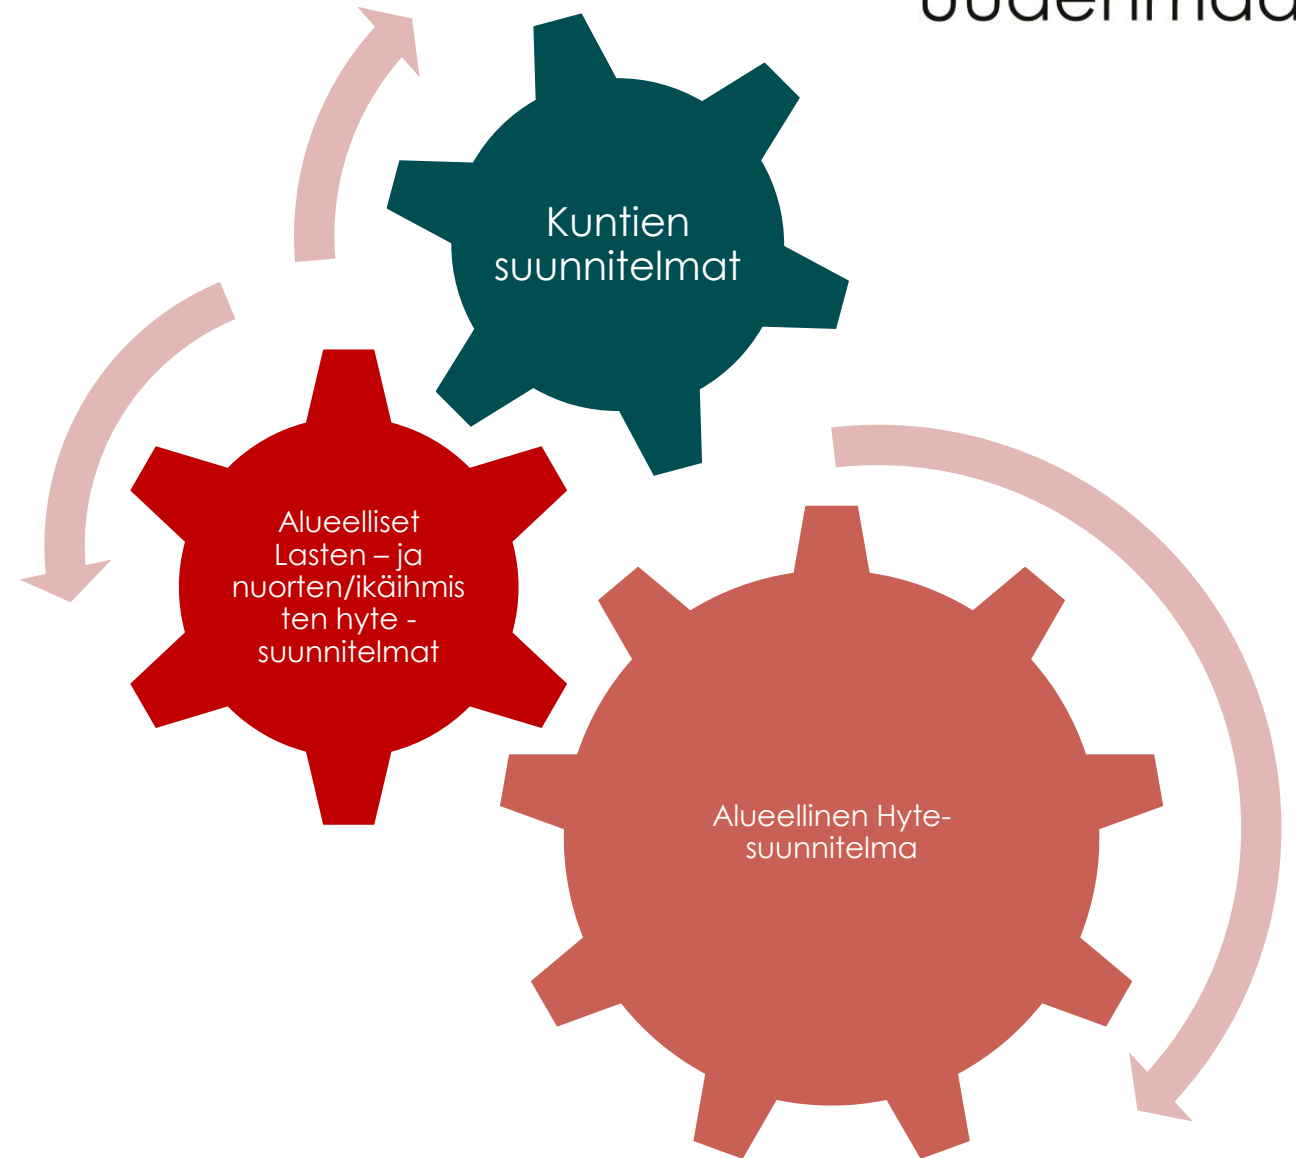 Kuntien
suunnitelmat
Alueelliset
Lasten – ja
nuorten/ikäihmis
ten hyte -
suunnitelmat
Alueellinen Hyte-
suunnitelma